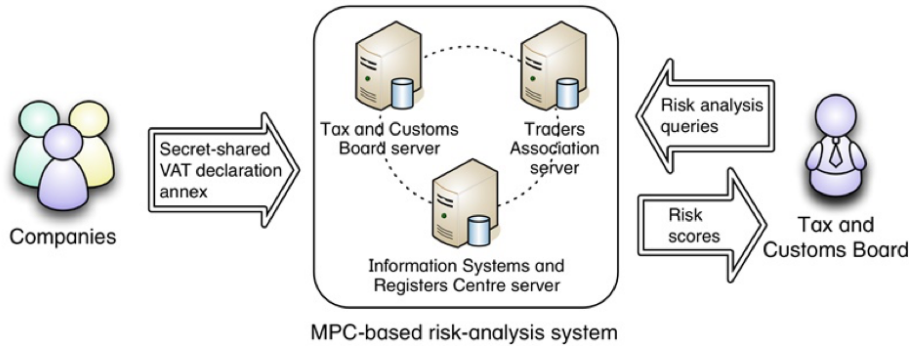 Companies
Secret-shared
VAT declaration
annex
Tax and Customs
Board server
Traders
Association
server
Information Systems and
Registers Centre server
MPC-based risk-analysis system
Risk analysis
queries
Risk
scores
Tax and
Customs Board